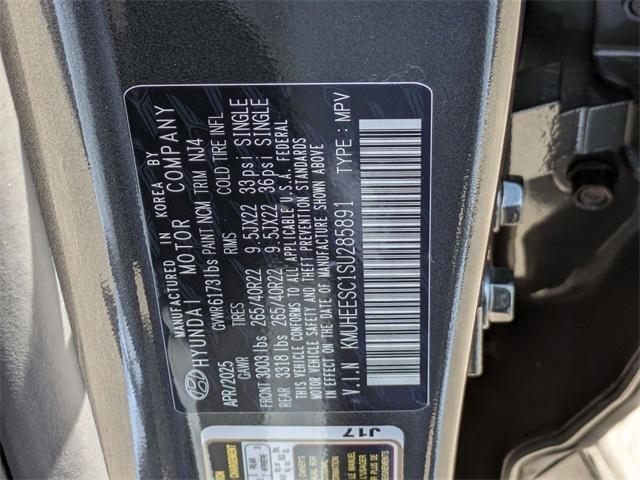 MANUFACTURED IN KOREA BY
HYUNDAI MOTOR COMPANY
APR/2025 GVWR 6173lbs PAINT NCM TRIM NJ4
GAWR TIRES RIMS COLD TIRE INFL
FRONT 3003 lbs 265/40R22 9.5JX22 33psi SINGLE
REAR 3318 lbs 265/40R22 9.5JX22 36psi SINGLE
THIS VEHICLE CONFORMS TO ALL APPLICABLE U.S.A. FEDERAL
MOTOR VEHICLE SAFETY AND THEFT PREVENTION STANDARDS
IN EFFECT ON THE DATE OF MANUFACTURE SHOWN ABOVE
V.I.N KMUHEESC1SU285891 TYPE : MPV
J17
REAR
3